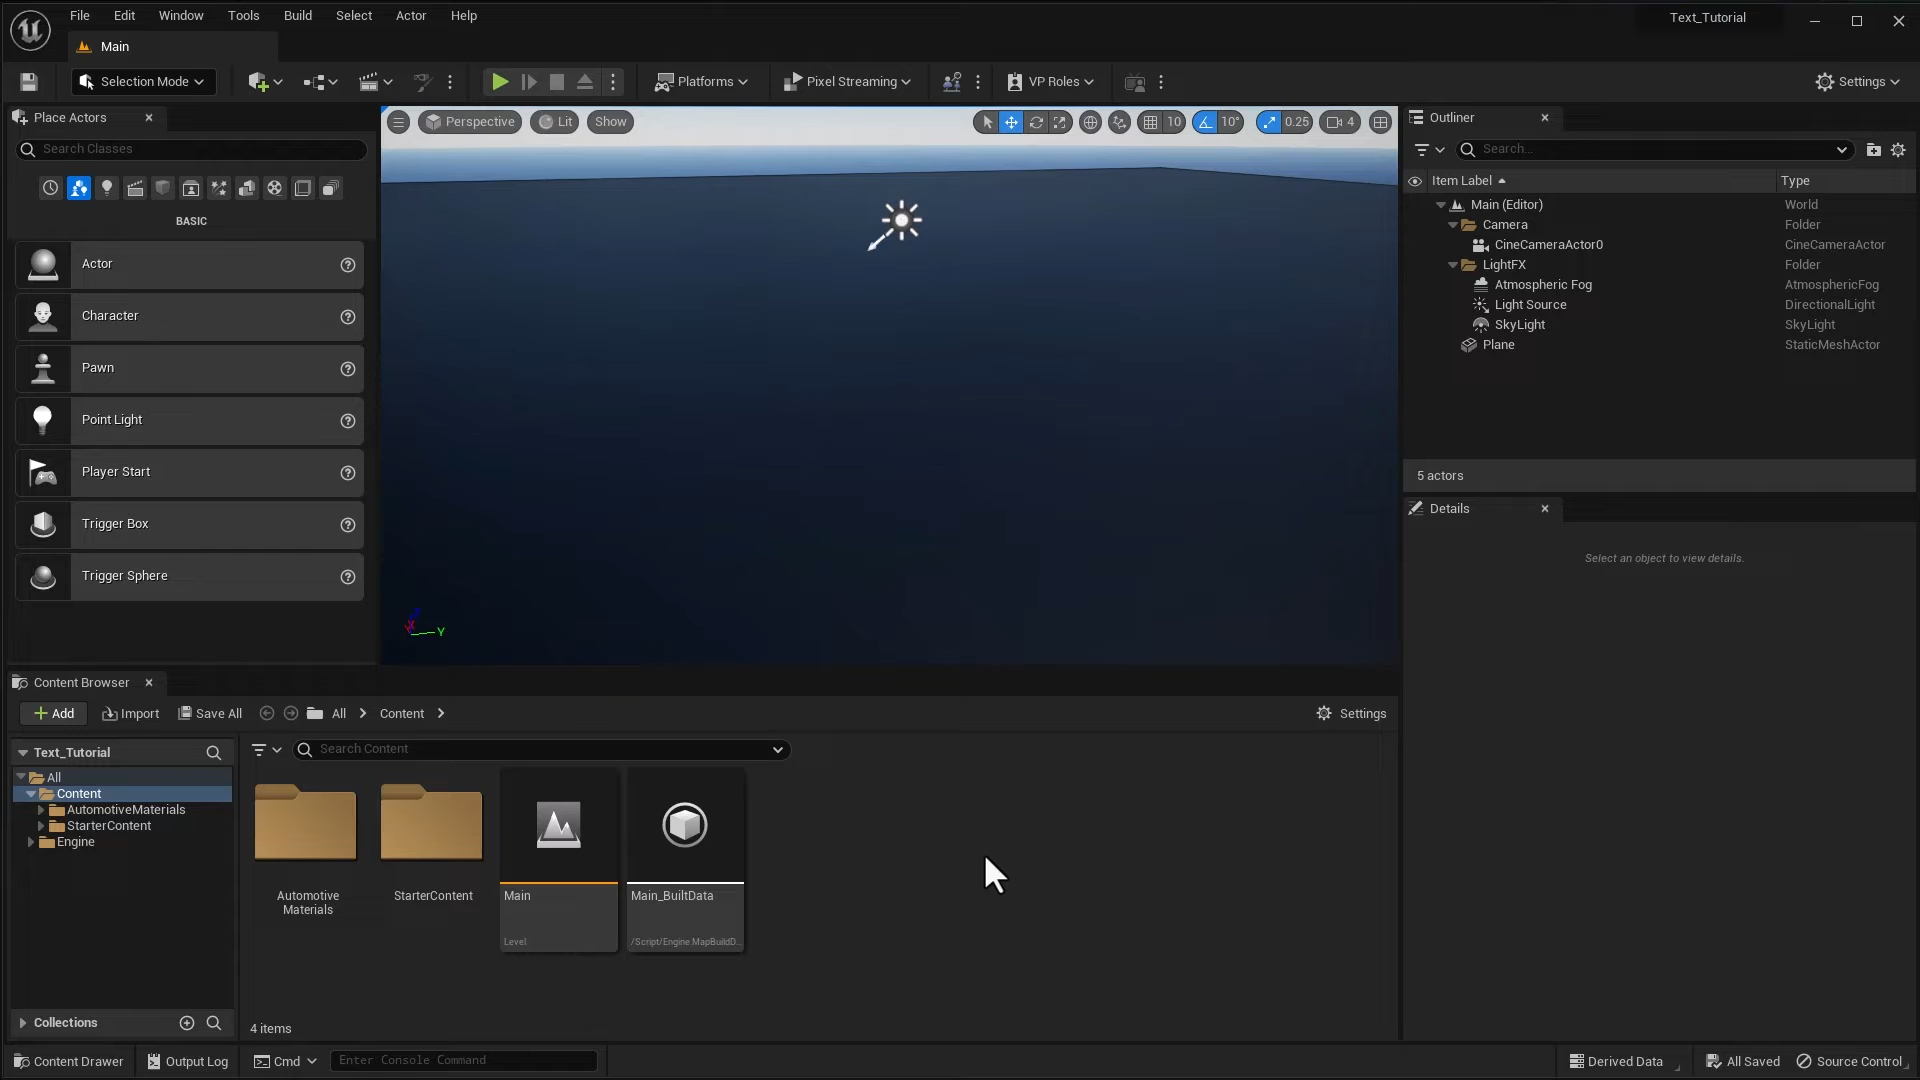 File Edit Window Tools Build Select Actor Help
Text_Tutorial
Main
Selection Mode
Platforms
Pixel Streaming
VP Roles
Settings
Place Actors
Search Classes
BASIC
Actor
Character
Pawn
Point Light
Player Start
Trigger Box
Trigger Sphere
Perspective
Lit
Show
10
10°
0.25
4
Y
X
Outliner
Search...
Item Label Type
Main (Editor) World
Camera Folder
CineCameraActor0 CineCameraActor
LightFX Folder
Atmospheric Fog AtmosphericFog
Light Source DirectionalLight
SkyLight SkyLight
Plane StaticMeshActor
5 actors
Details
Select an object to view details.
Content Browser
Add
Import
Save All
All
Content
Settings
Text_Tutorial
All
Content
AutomotiveMaterials
StarterContent
Engine
Collections
Search Content
Automotive
Materials
StarterContent
Main
Level
Main_BuiltData
/Script/Engine.MapBuildD...
4 items
Content Drawer
Output Log
Cmd
Enter Console Command
Derived Data
All Saved
Source Control